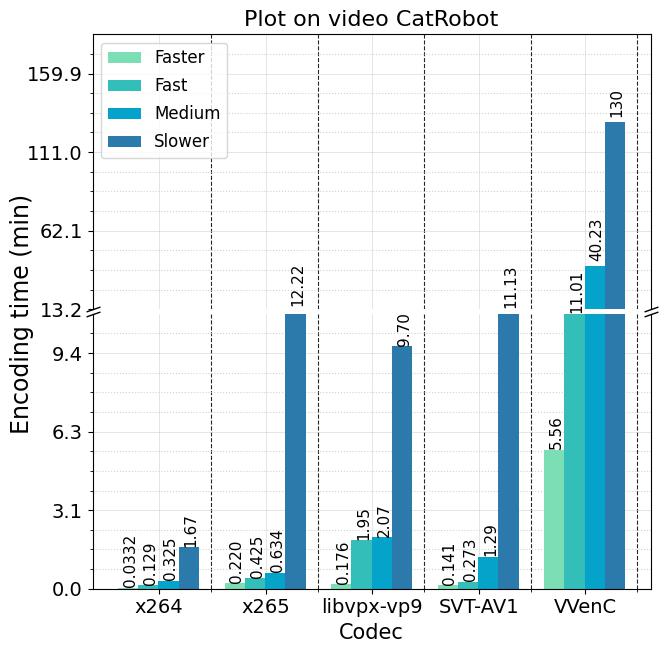 Plot on video CatRobot
Faster
Fast
Medium
Slower
Encoding time (min)
159.9
111.0
62.1
13.2
9.4
6.3
3.1
0.0
0.0332
0.129
0.325
1.67
0.220
0.425
0.634
12.22
0.176
1.95
2.07
9.70
0.141
0.273
1.29
11.13
5.56
11.01
40.23
130
x264
x265
libvpx-vp9
SVT-AV1
VVenC
Codec